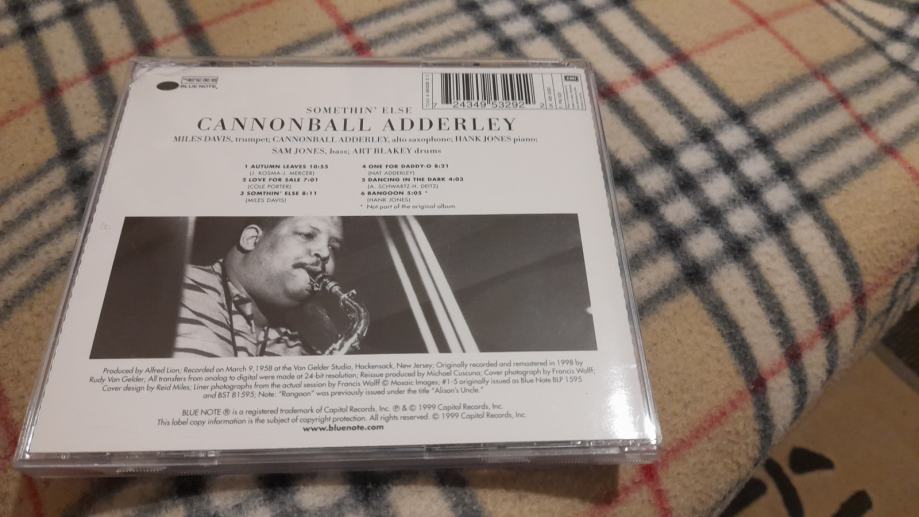 BLUE NOTE.
7 24349 53292 2
EMI
SOMETHIN' ELSE
CANNONBALL ADDERLEY
MILES DAVIS, trumpet; CANNONBALL ADDERLEY, alto saxophone; HANK JONES piano;
SAM JONES, bass; ART BLAKEY drums
1 AUTUMN LEAVES 10:55
(J. KOSMA-J. MERCER)
2 LOVE FOR SALE 7:01
(COLE PORTER)
3 SOMTHIN' ELSE 8:11
(MILES DAVIS)
4 ONE FOR DADDY-O 8:21
(NAT ADDERLEY)
5 DANCING IN THE DARK 4:03
(A. SCHWARTZ-H. DEITZ)
6 BANGOON 5:05 *
(HANK JONES)
* Not part of the original album
Produced by Alfred Lion; Recorded on March 9, 1958 at the Van Gelder Studio, Hackensack, New Jersey; Originally recorded and remastered in 1998 by
Rudy Van Gelder; All transfers from analog to digital were made at 24-bit resolution; Reissue produced by Michael Cuscuna; Cover photograph by Francis Wolff;
Cover design by Reid Miles, Liner photographs from the actual session by Francis Wolff © Mosaic Images; #1-5 originally issued as Blue Note BLP 1595
and BST 81595; Note: "Rangoon" was previously issued under the title "Alison's Uncle."
BLUE NOTE ® is a registered trademark of Capitol Records, Inc. ℗ & © 1999 Capitol Records, Inc.
This label copy information is the subject of copyright protection. All rights reserved. © 1999 Capitol Records, Inc.
www.bluenote.com